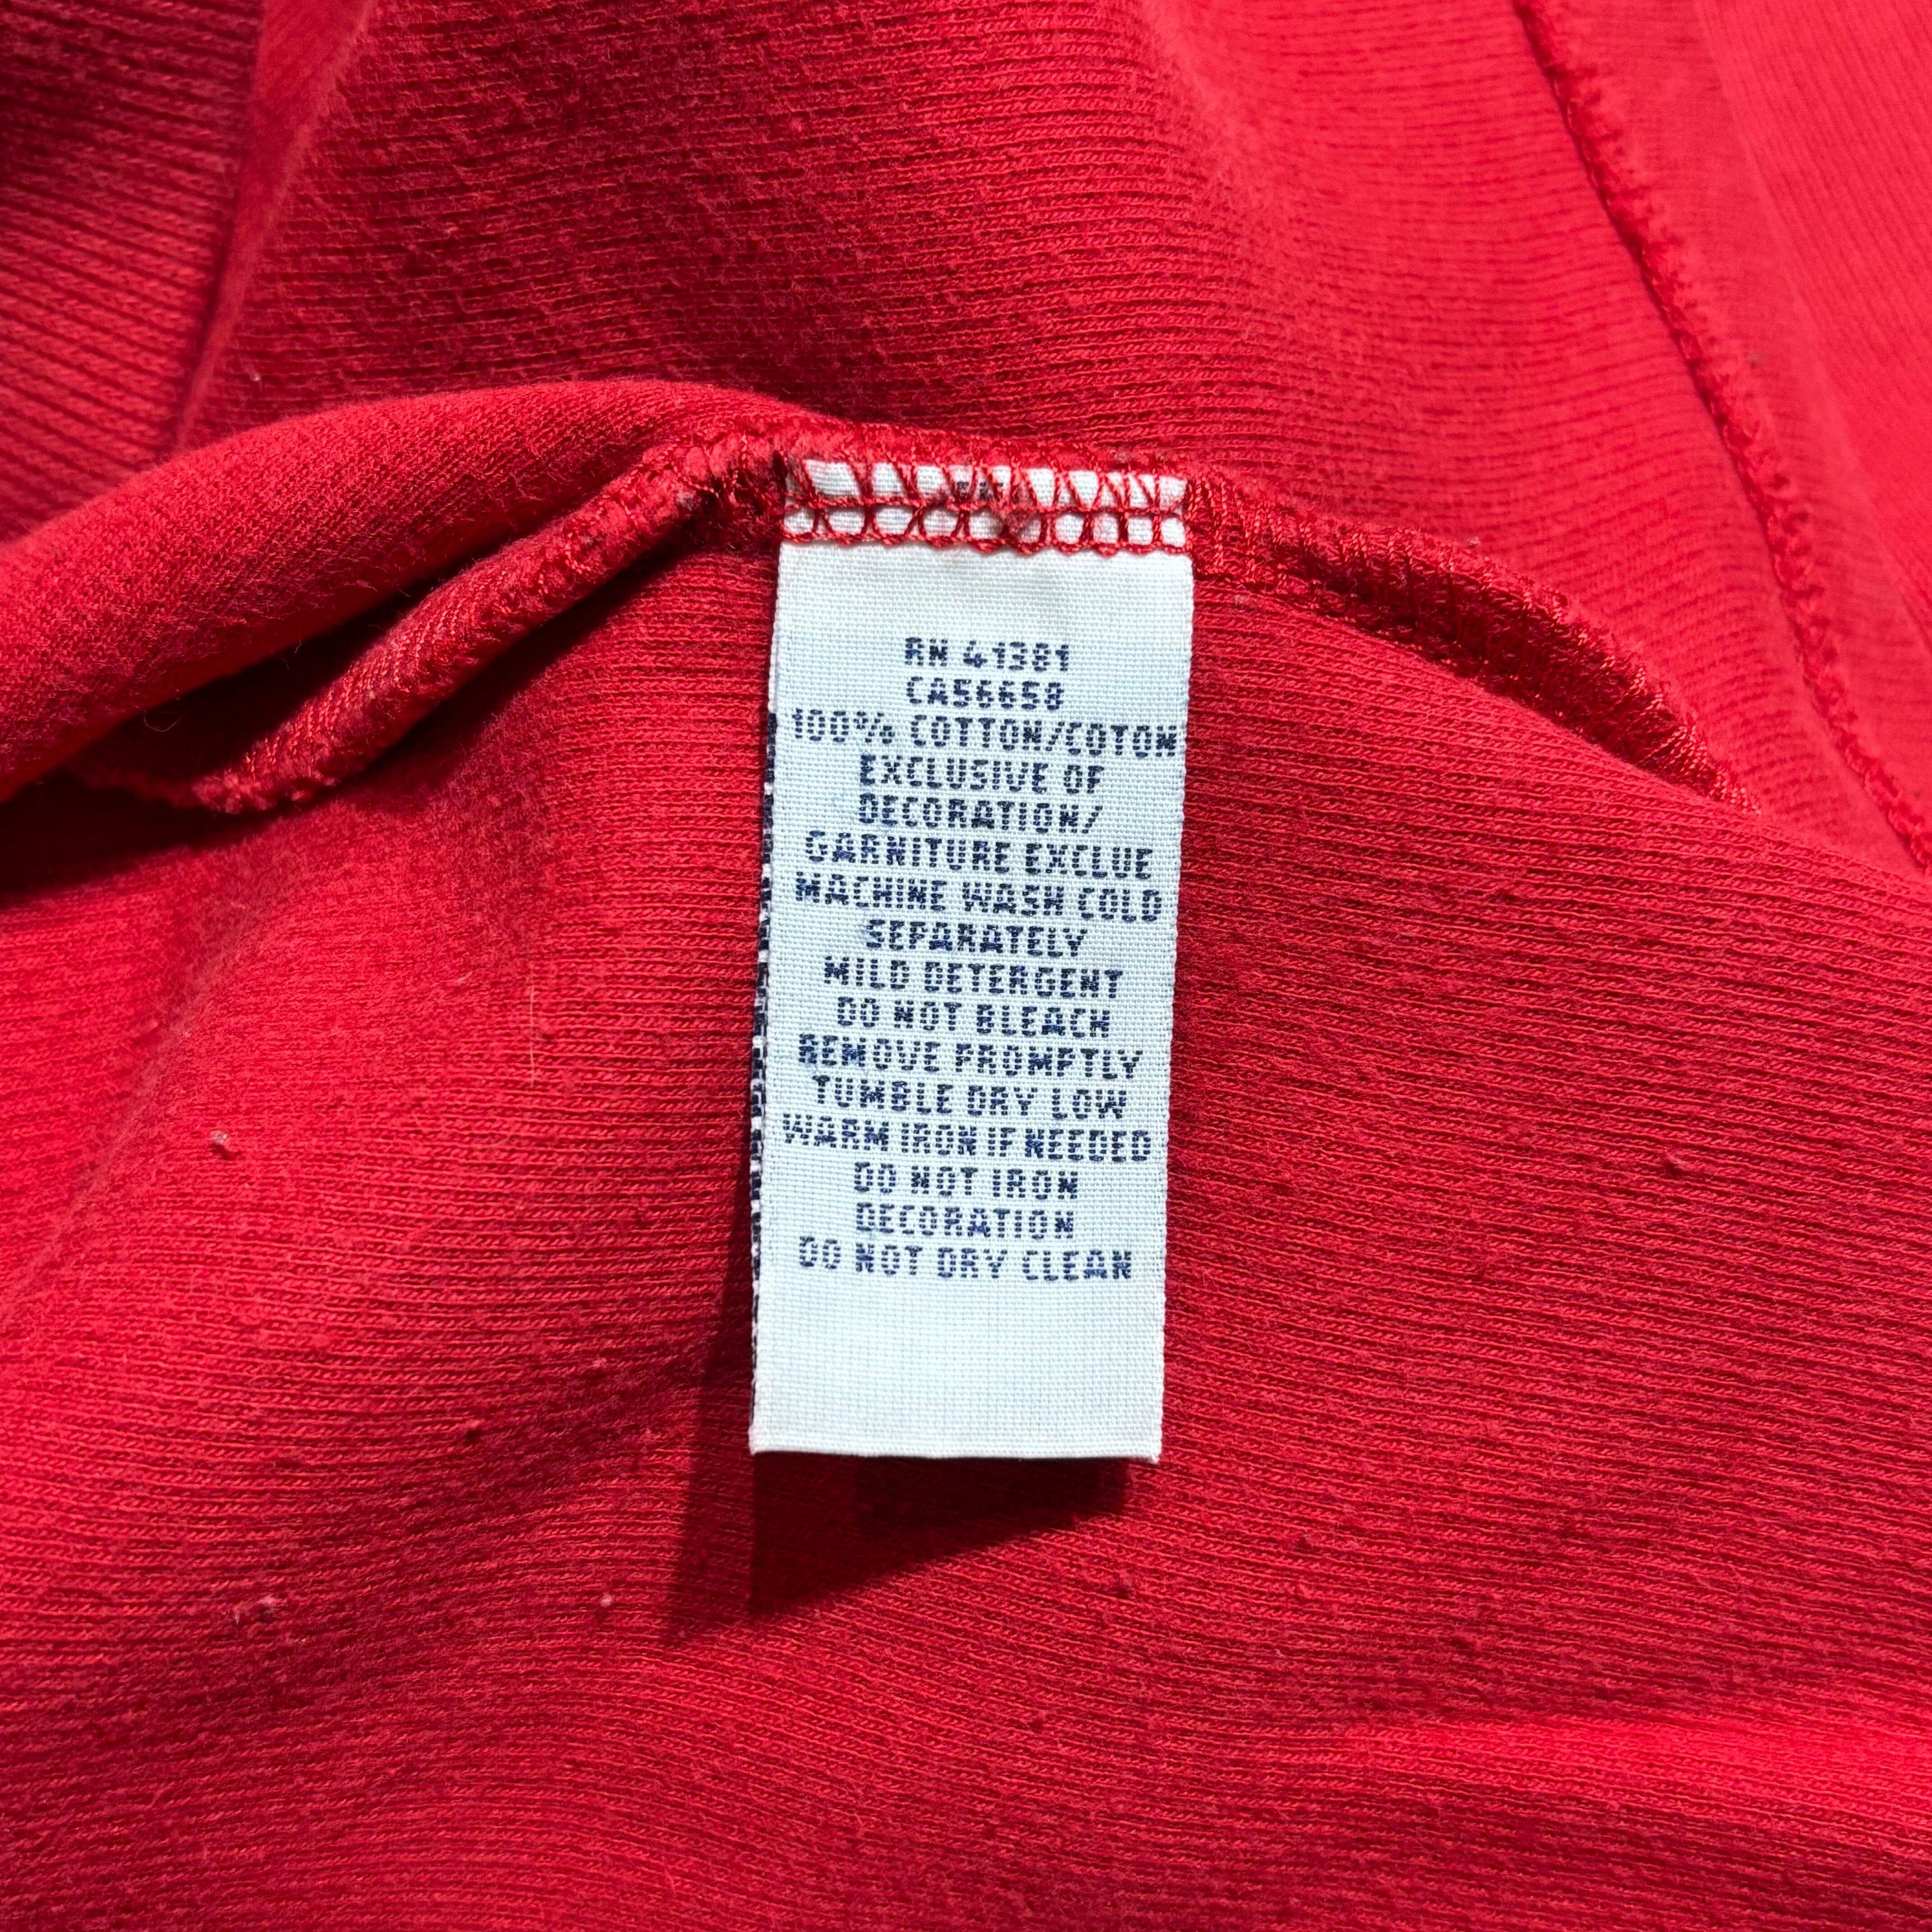 RN 41381
CA56658
100% COTTON/COTON
EXCLUSIVE OF
DECORATION/
GARNITURE EXCLUE
MACHINE WASH COLD
SEPARATELY
MILD DETERGENT
DO NOT BLEACH
REMOVE PROMPTLY
TUMBLE DRY LOW
WARM IRON IF NEEDED
DO NOT IRON
DECORATION
DO NOT DRY CLEAN